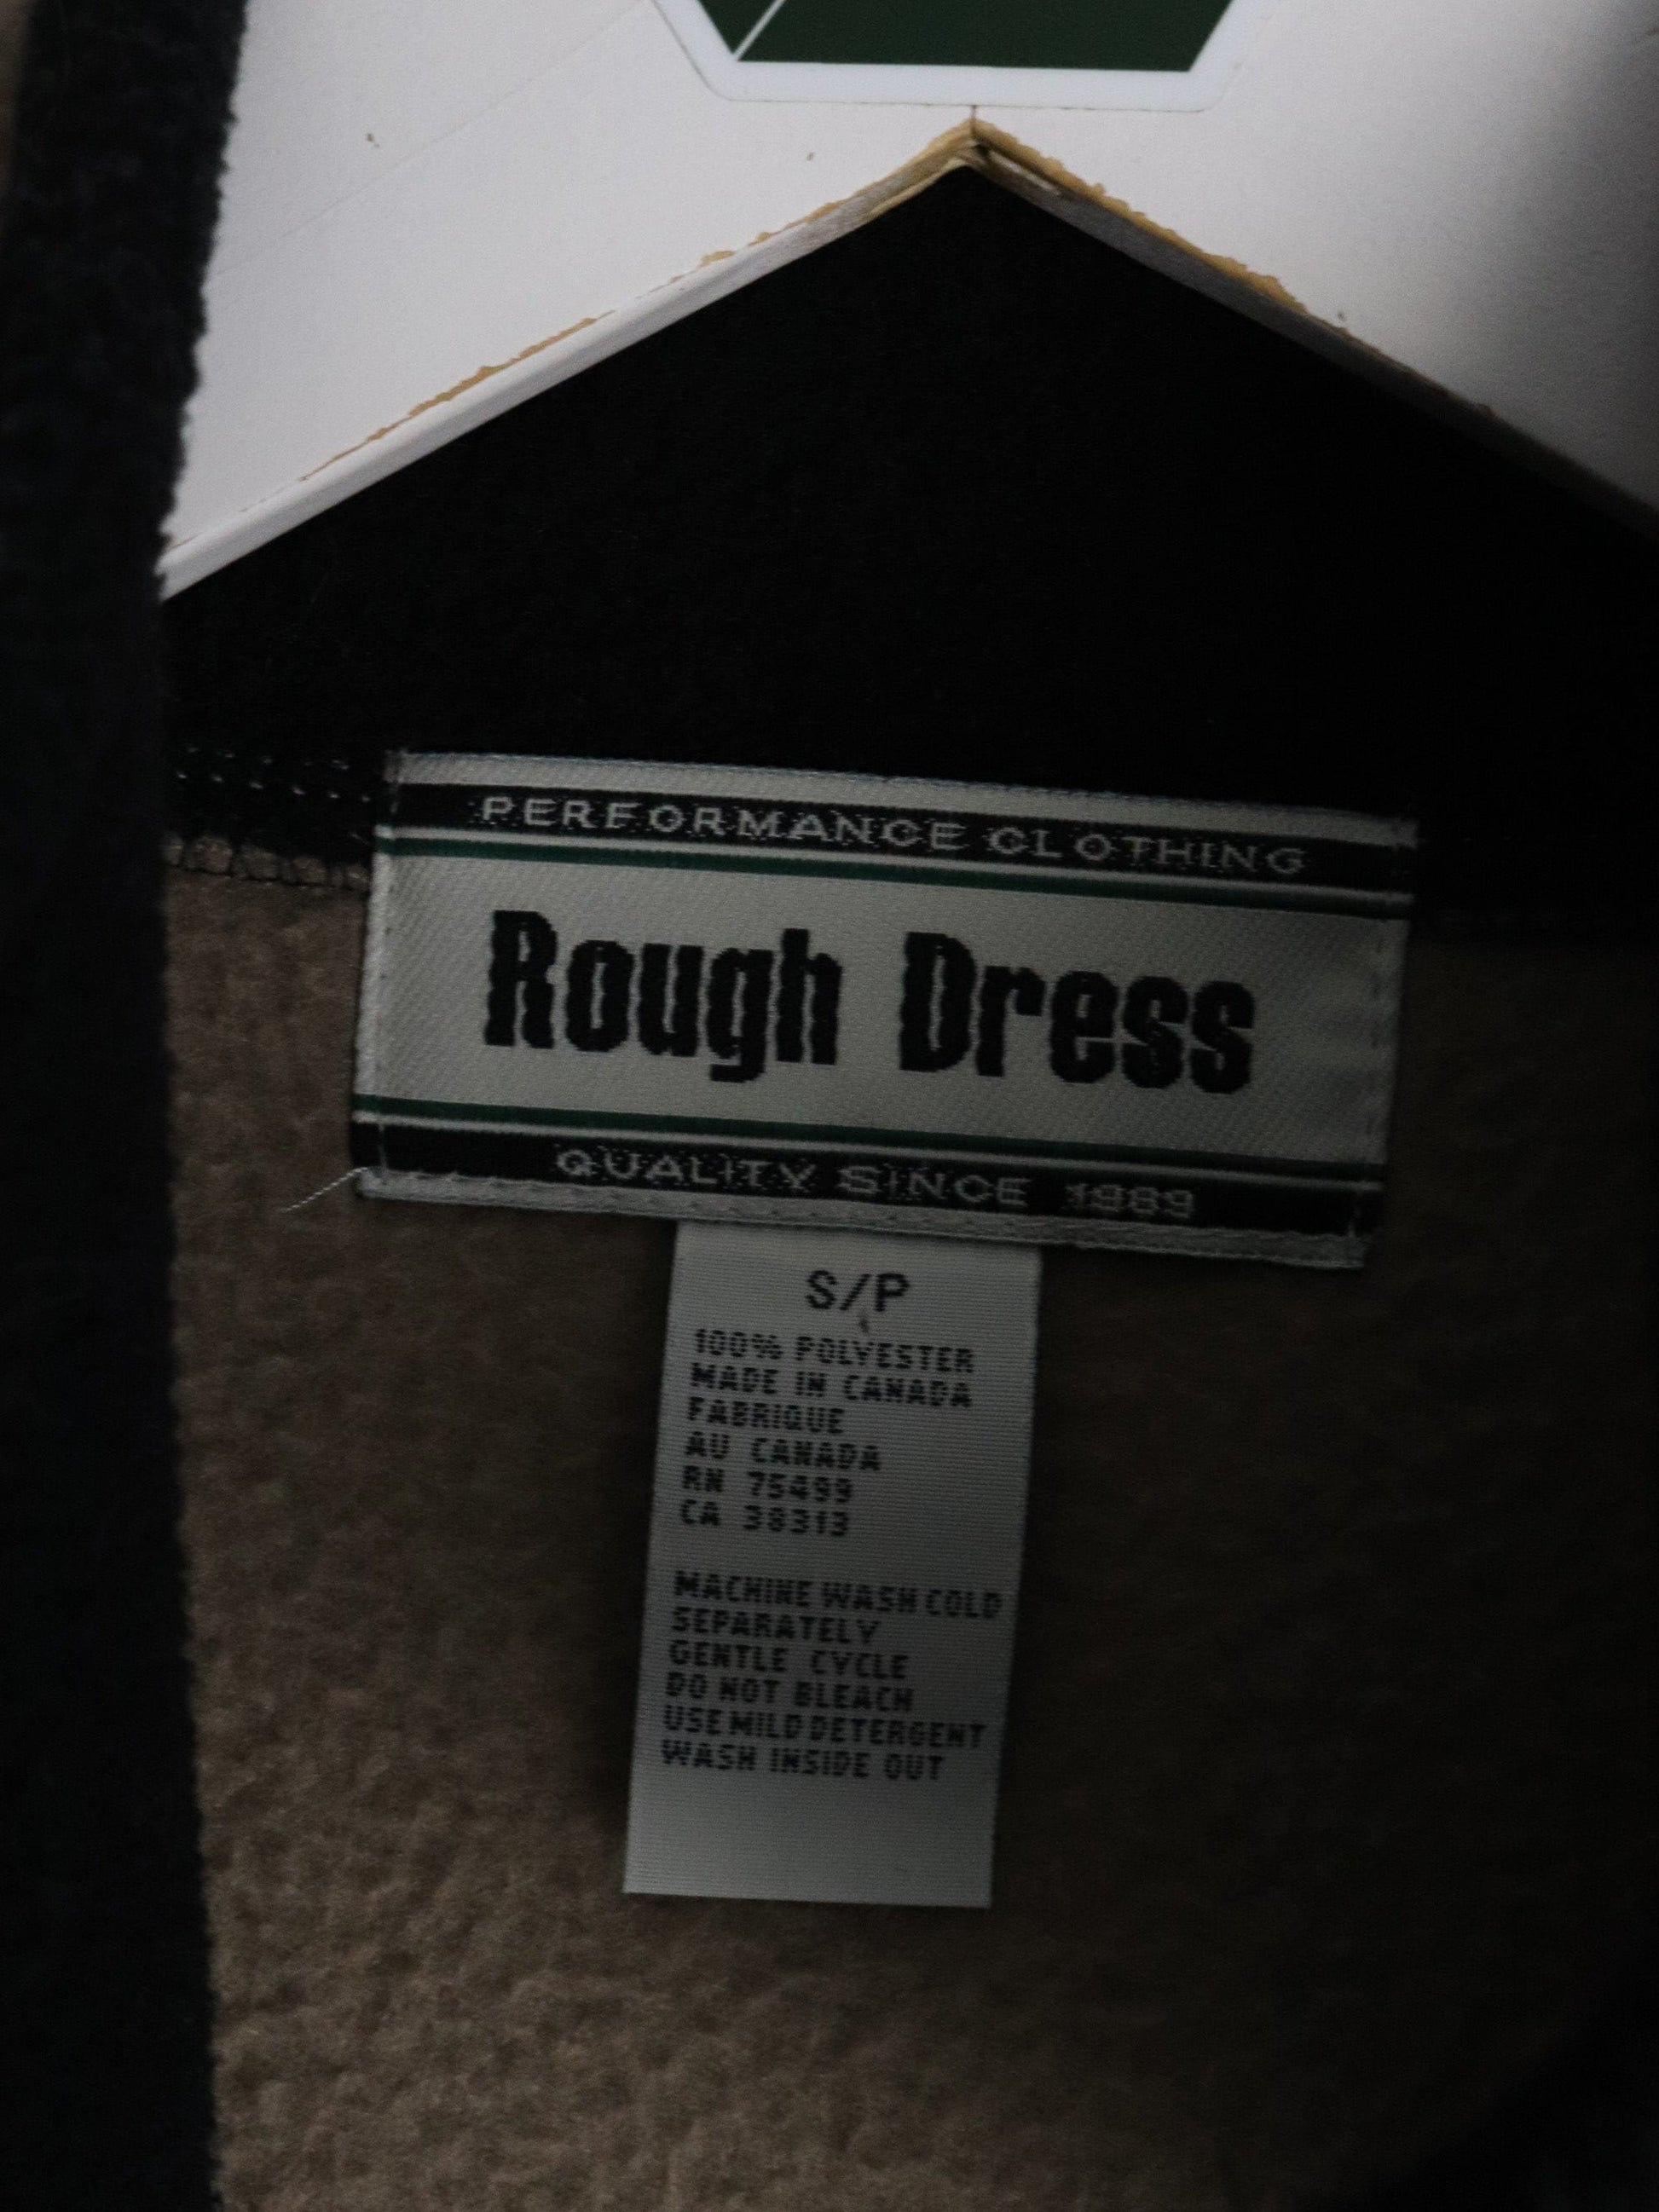 PERFORMANCE CLOTHING
Rough Dress
QUALITY SINCE 1989
S/P
100% POLYESTER
MADE IN CANADA
FABRIQUE
AU CANADA
RN 75499
CA 38313
MACHINE WASH COLD
SEPARATELY
GENTLE CYCLE
DO NOT BLEACH
USE MILD DETERGENT
WASH INSIDE OUT